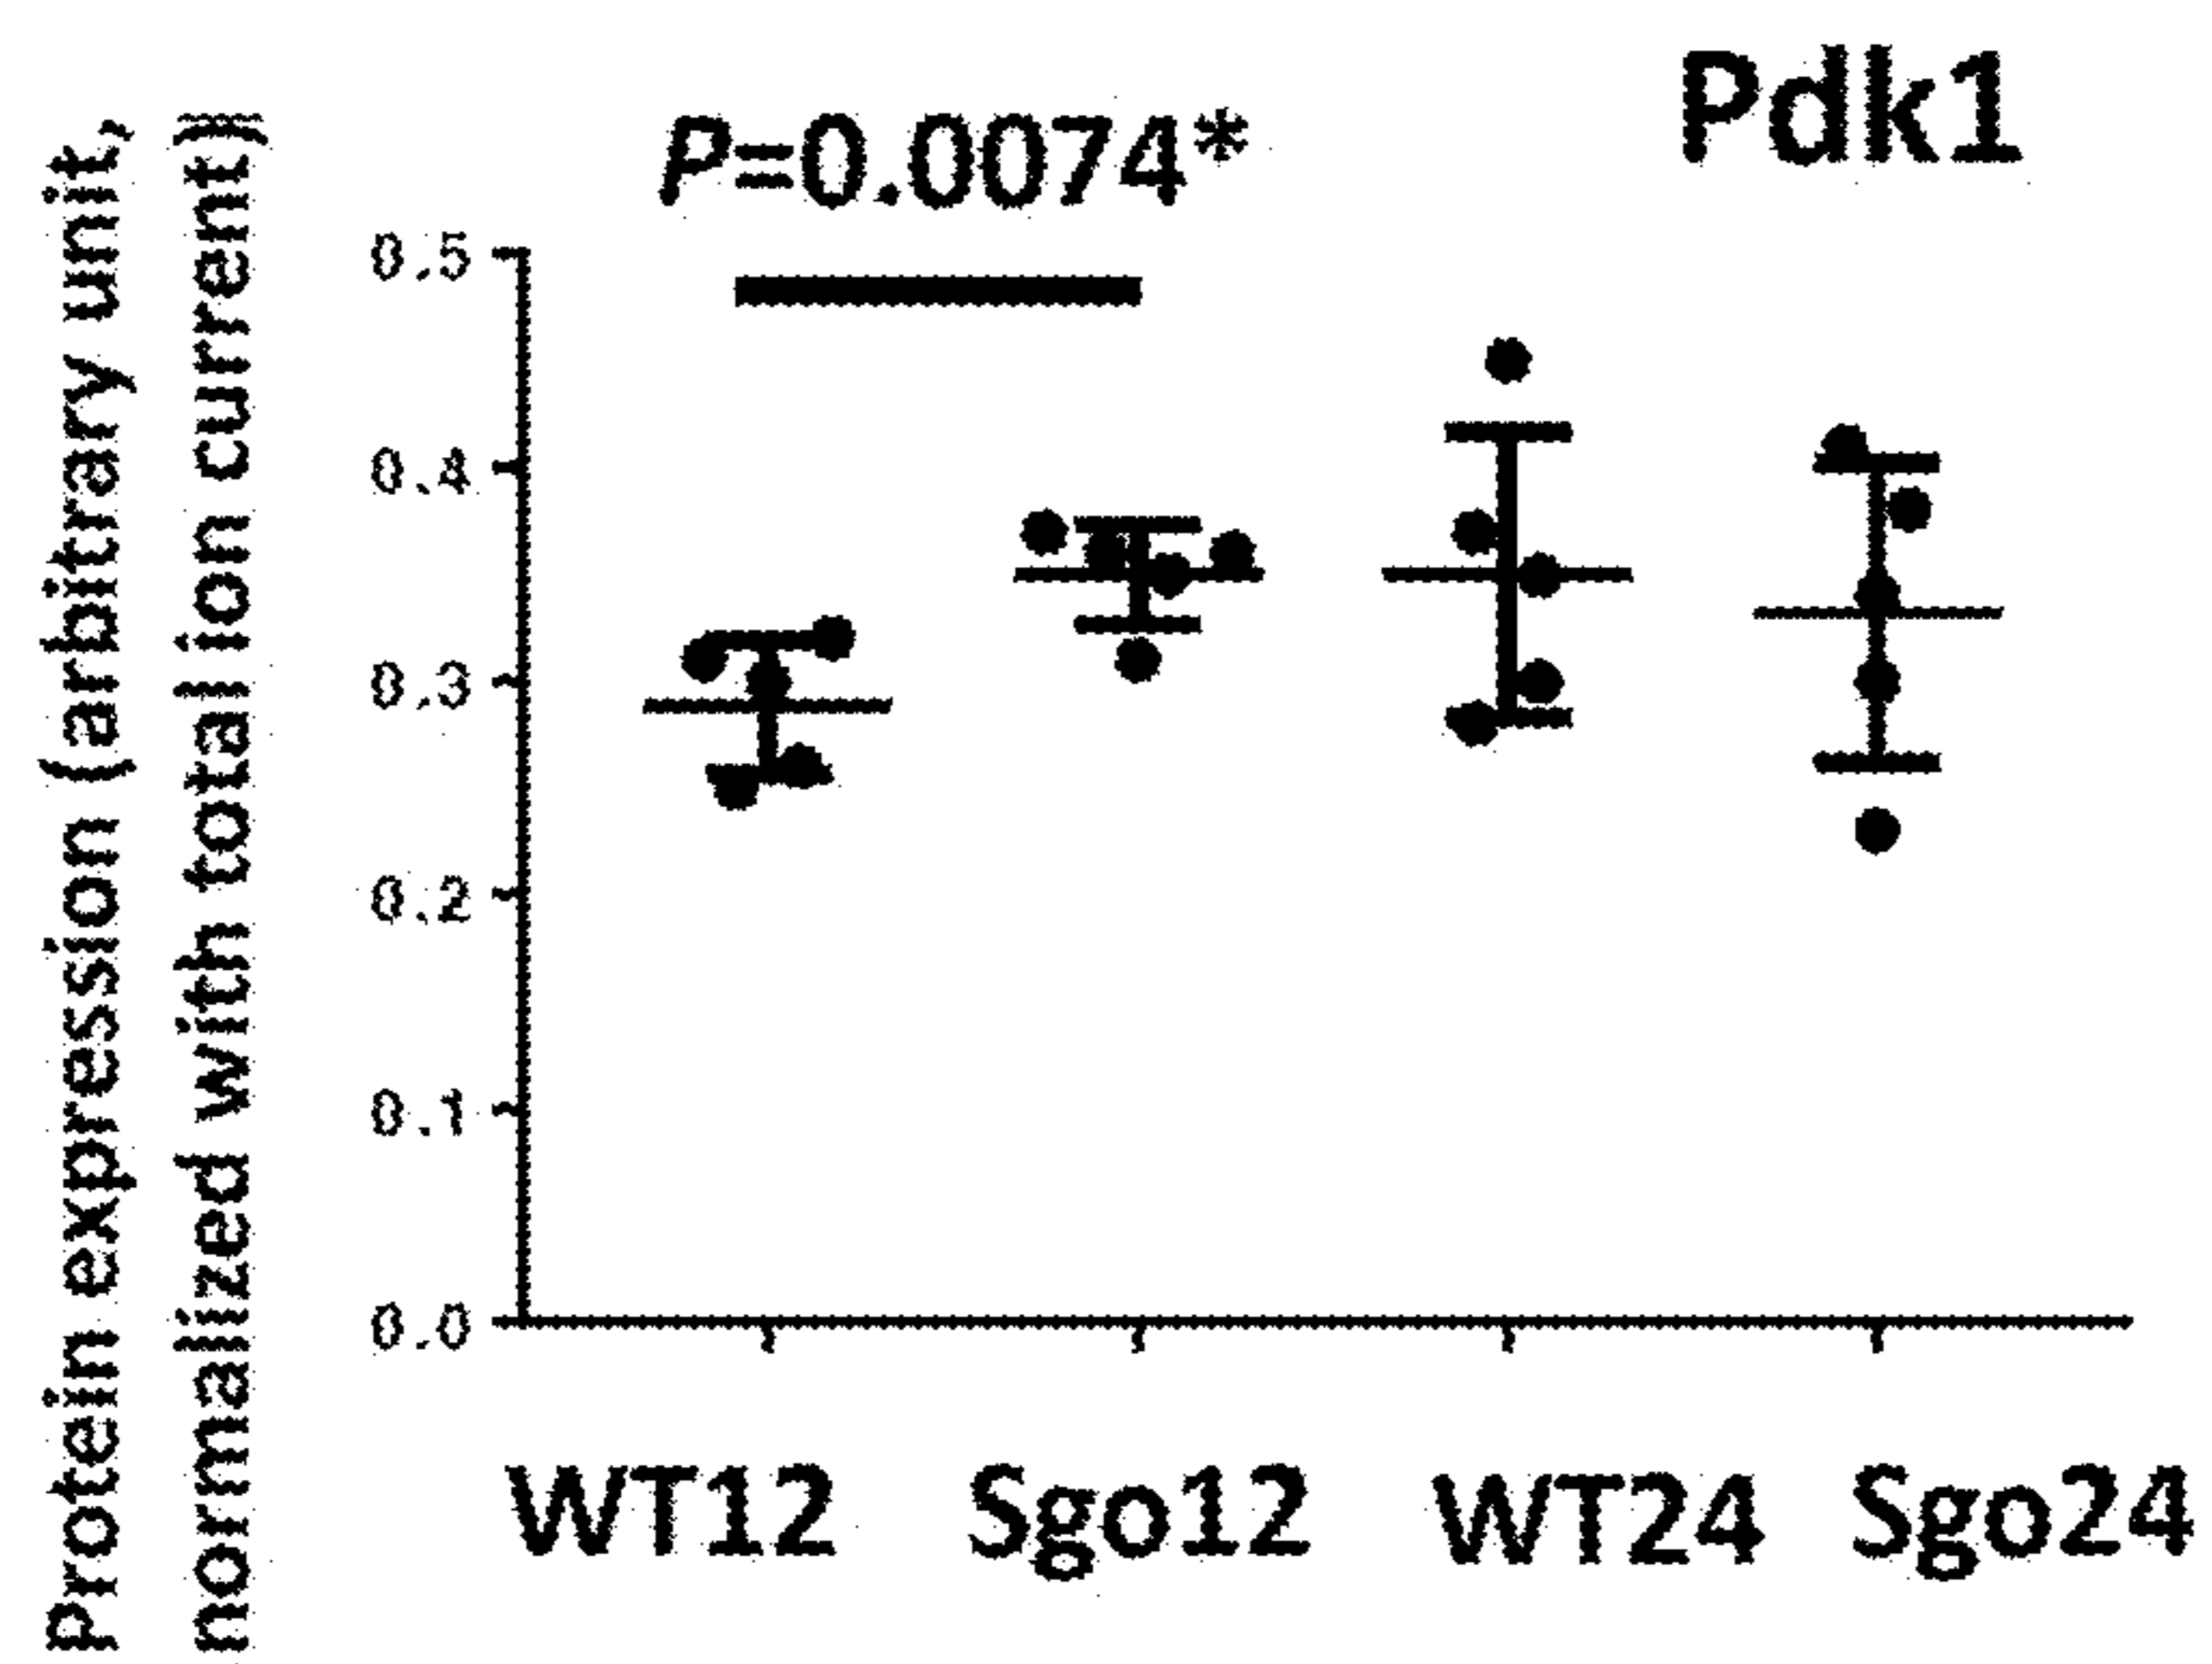 Protein expression (arbitrary unit,
normalized with total ion current)
Pdk1
P=0.0074*
0.5
0.4
0.3
0.2
0.1
0.0
WT12 Sgo12 WT24 Sgo24